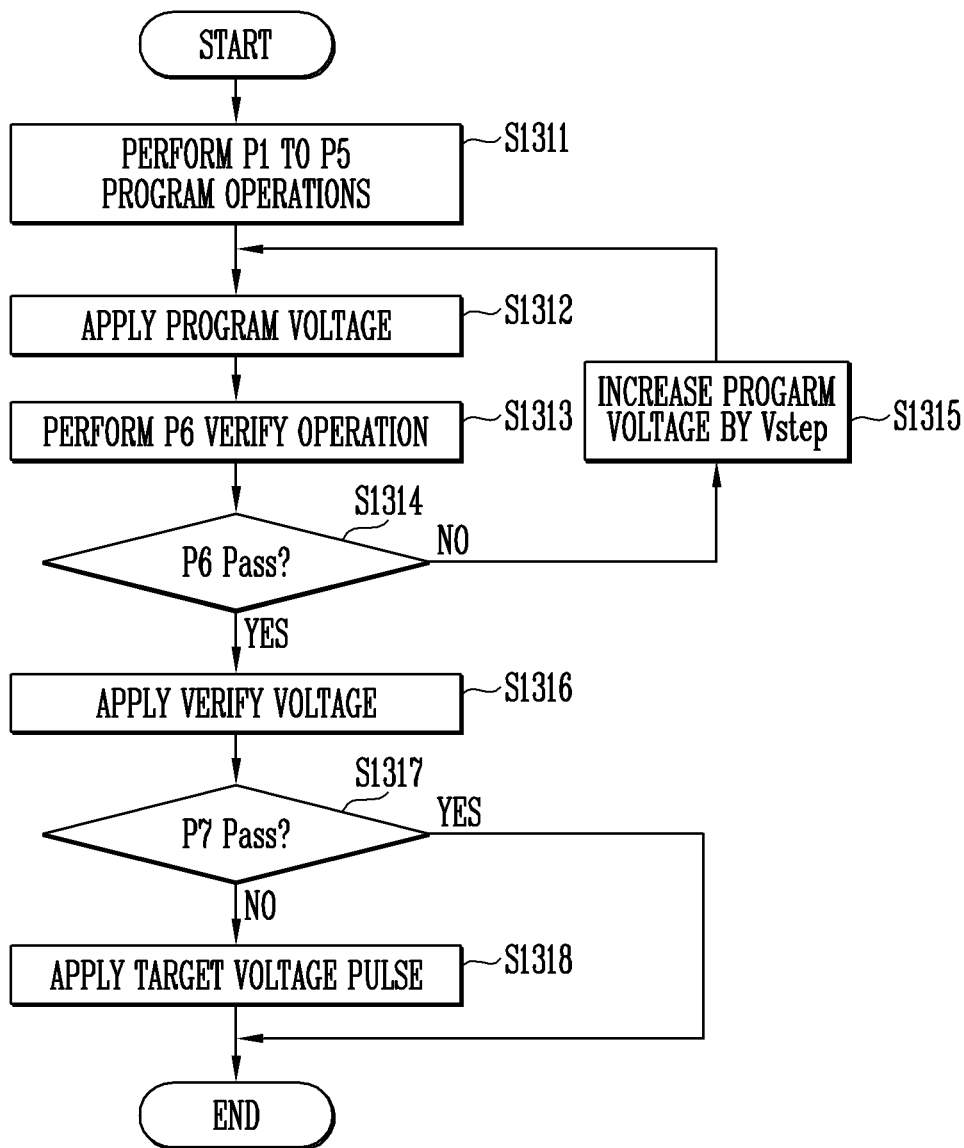 START
PERFORM P1 TO P5
PROGRAM OPERATIONS
S1311
APPLY PROGRAM VOLTAGE
S1312
PERFORM P6 VERIFY OPERATION
S1313
INCREASE PROGARM
VOLTAGE BY Vstep
S1315
S1314
P6 Pass?
NO
YES
APPLY VERIFY VOLTAGE
S1316
S1317
P7 Pass?
YES
NO
APPLY TARGET VOLTAGE PULSE
S1318
END